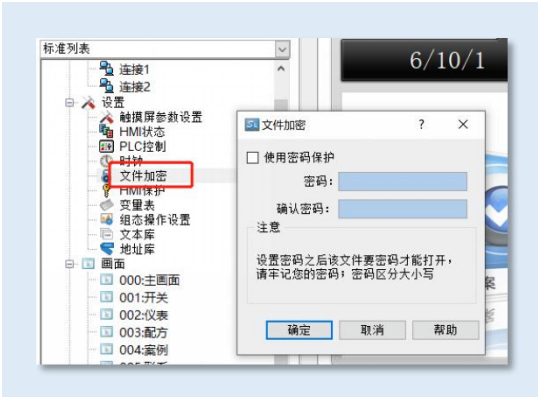 标准列表
连接1
连接2
设置
触摸屏参数设置
HMI状态
PLC控制
时钟
文件加密
HMI保护
变量表
组态操作设置
文本库
地址库
画面
000:主画面
001:开关
002:仪表
003:配方
004:案例
6/10/1
文件加密
? ×
使用密码保护
密码:
确认密码:
注意
设置密码之后该文件要密码才能打开,
请牢记您的密码; 密码区分大小写
确定 取消 帮助
案